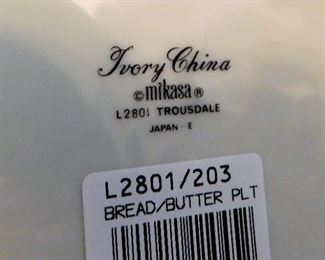 Ivory China
©mikasa®
L2801 TROUSDALE
JAPAN E
L2801/203
BREAD/BUTTER PLT